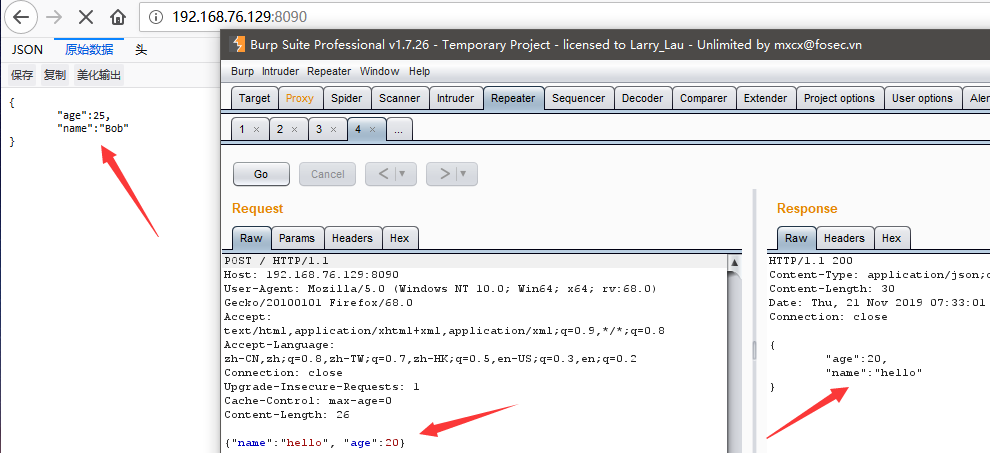 192.168.76.129:8090
JSON 原始数据 头
保存 复制 美化输出
{
"age":25,
"name":"Bob"
}
Burp Suite Professional v1.7.26 - Temporary Project - licensed to Larry_Lau - Unlimited by mxcx@fosec.vn
Burp Intruder Repeater Window Help
Target Proxy Spider Scanner Intruder Repeater Sequencer Decoder Comparer Extender Project options User options Aler
1 × 2 × 3 × 4 × ...
Go Cancel < | ▼ > | ▼
Request
Raw Params Headers Hex
POST / HTTP/1.1
Host: 192.168.76.129:8090
User-Agent: Mozilla/5.0 (Windows NT 10.0; Win64; x64; rv:68.0)
Gecko/20100101 Firefox/68.0
Accept:
text/html,application/xhtml+xml,application/xml;q=0.9,*/*;q=0.8
Accept-Language:
zh-CN,zh;q=0.8,zh-TW;q=0.7,zh-HK;q=0.5,en-US;q=0.3,en;q=0.2
Connection: close
Upgrade-Insecure-Requests: 1
Cache-Control: max-age=0
Content-Length: 26
{"name":"hello", "age":20}
Response
Raw Headers Hex
HTTP/1.1 200
Content-Type: application/json;c
Content-Length: 30
Date: Thu, 21 Nov 2019 07:33:01
Connection: close
{
"age":20,
"name":"hello"
}